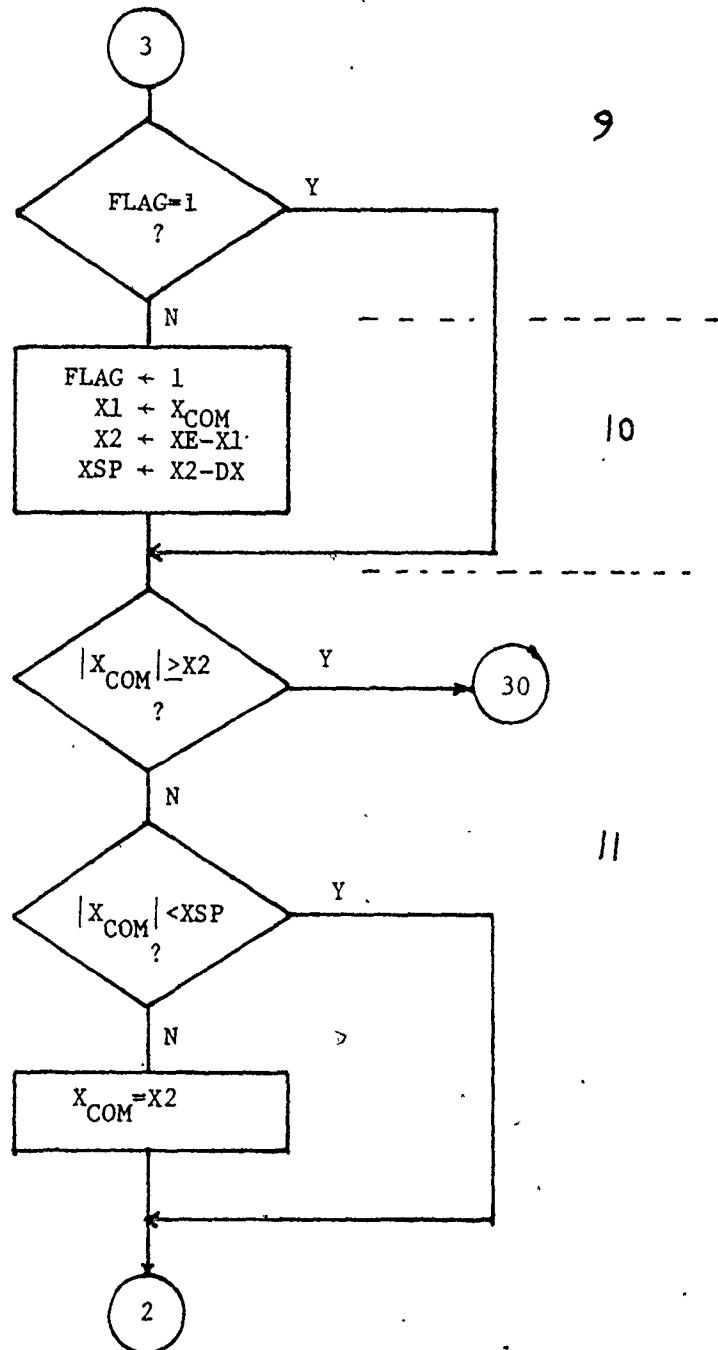 3
9
FLAG=1
?
Y
N
FLAG ← 1
X1 ← XCOM
X2 ← XE-X1
XSP ← X2-DX
10
|XCOM|≥X2
?
Y
30
N
11
|XCOM|<XSP
?
Y
N
XCOM=X2
2